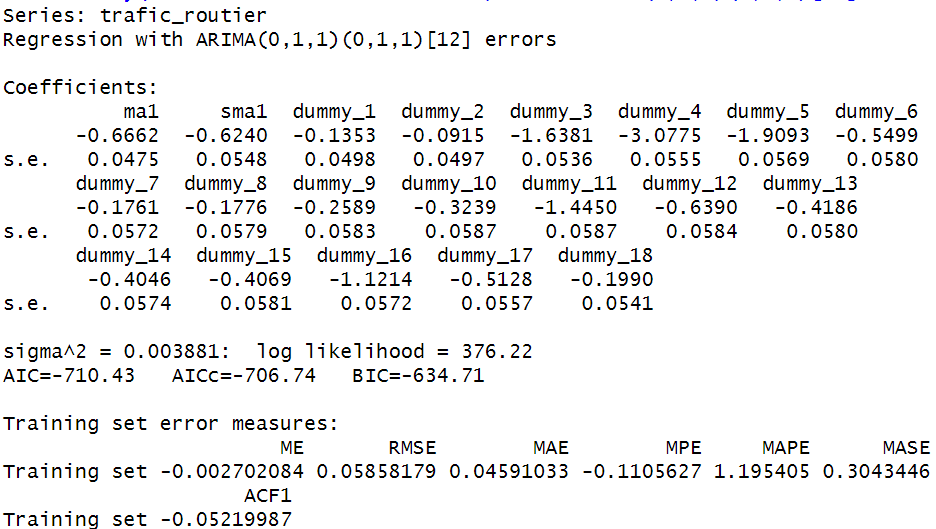 Series: trafic_routier
Regression with ARIMA(0,1,1)(0,1,1)[12] errors
Coefficients:
ma1 sma1 dummy_1 dummy_2 dummy_3 dummy_4 dummy_5 dummy_6
-0.6662 -0.6240 -0.1353 -0.0915 -1.6381 -3.0775 -1.9093 -0.5499
s.e. 0.0475 0.0548 0.0498 0.0497 0.0536 0.0555 0.0569 0.0580
dummy_7 dummy_8 dummy_9 dummy_10 dummy_11 dummy_12 dummy_13
-0.1761 -0.1776 -0.2589 -0.3239 -1.4450 -0.6390 -0.4186
s.e. 0.0572 0.0579 0.0583 0.0587 0.0587 0.0584 0.0580
dummy_14 dummy_15 dummy_16 dummy_17 dummy_18
-0.4046 -0.4069 -1.1214 -0.5128 -0.1990
s.e. 0.0574 0.0581 0.0572 0.0557 0.0541
sigma^2 = 0.003881: log likelihood = 376.22
AIC=-710.43 AICc=-706.74 BIC=-634.71
Training set error measures:
ME RMSE MAE MPE MAPE MASE
Training set -0.002702084 0.05858179 0.04591033 -0.1105627 1.195405 0.3043446
ACF1
Training set -0.05219987